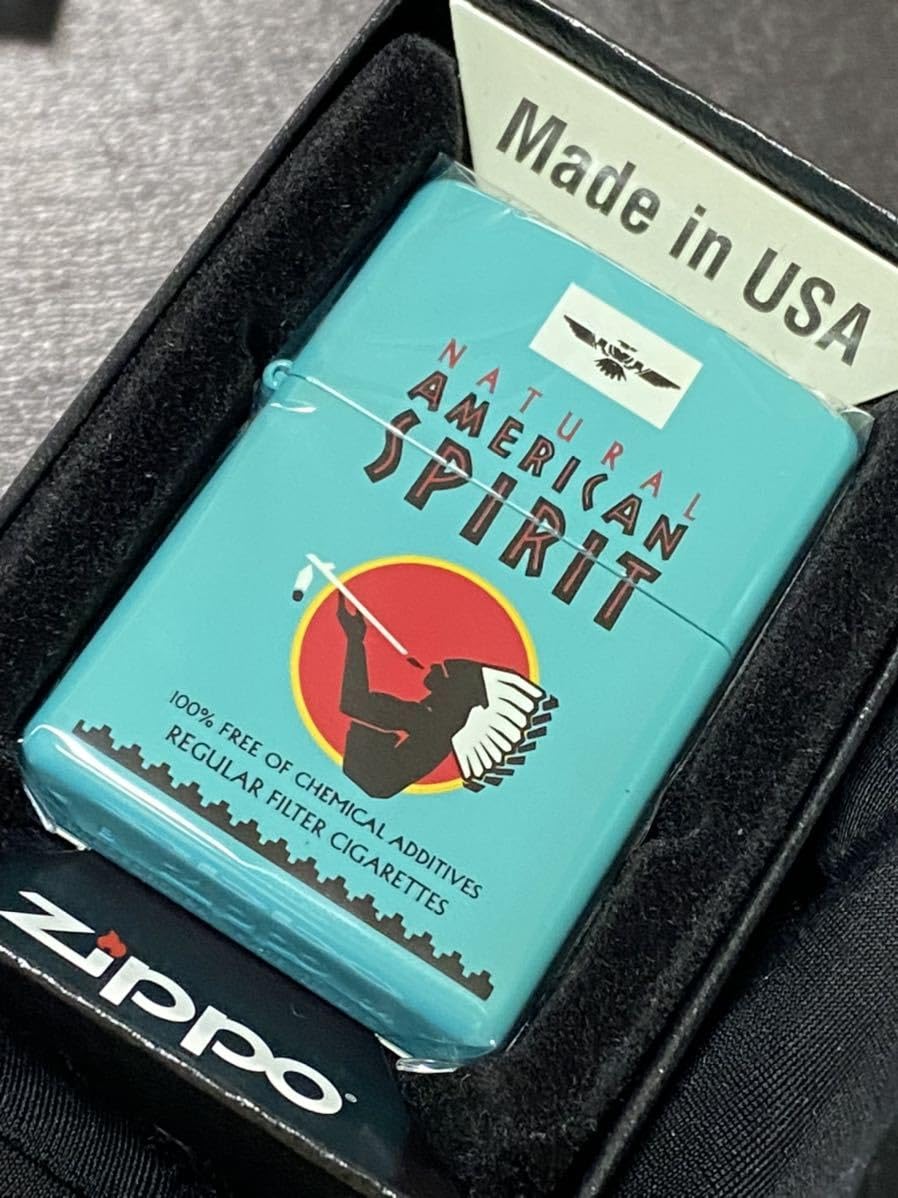 Made in USA
NATURAL
AMERICAN
SPIRIT
100% FREE OF CHEMICAL ADDITIVES
REGULAR FILTER CIGARETTES
zippo®